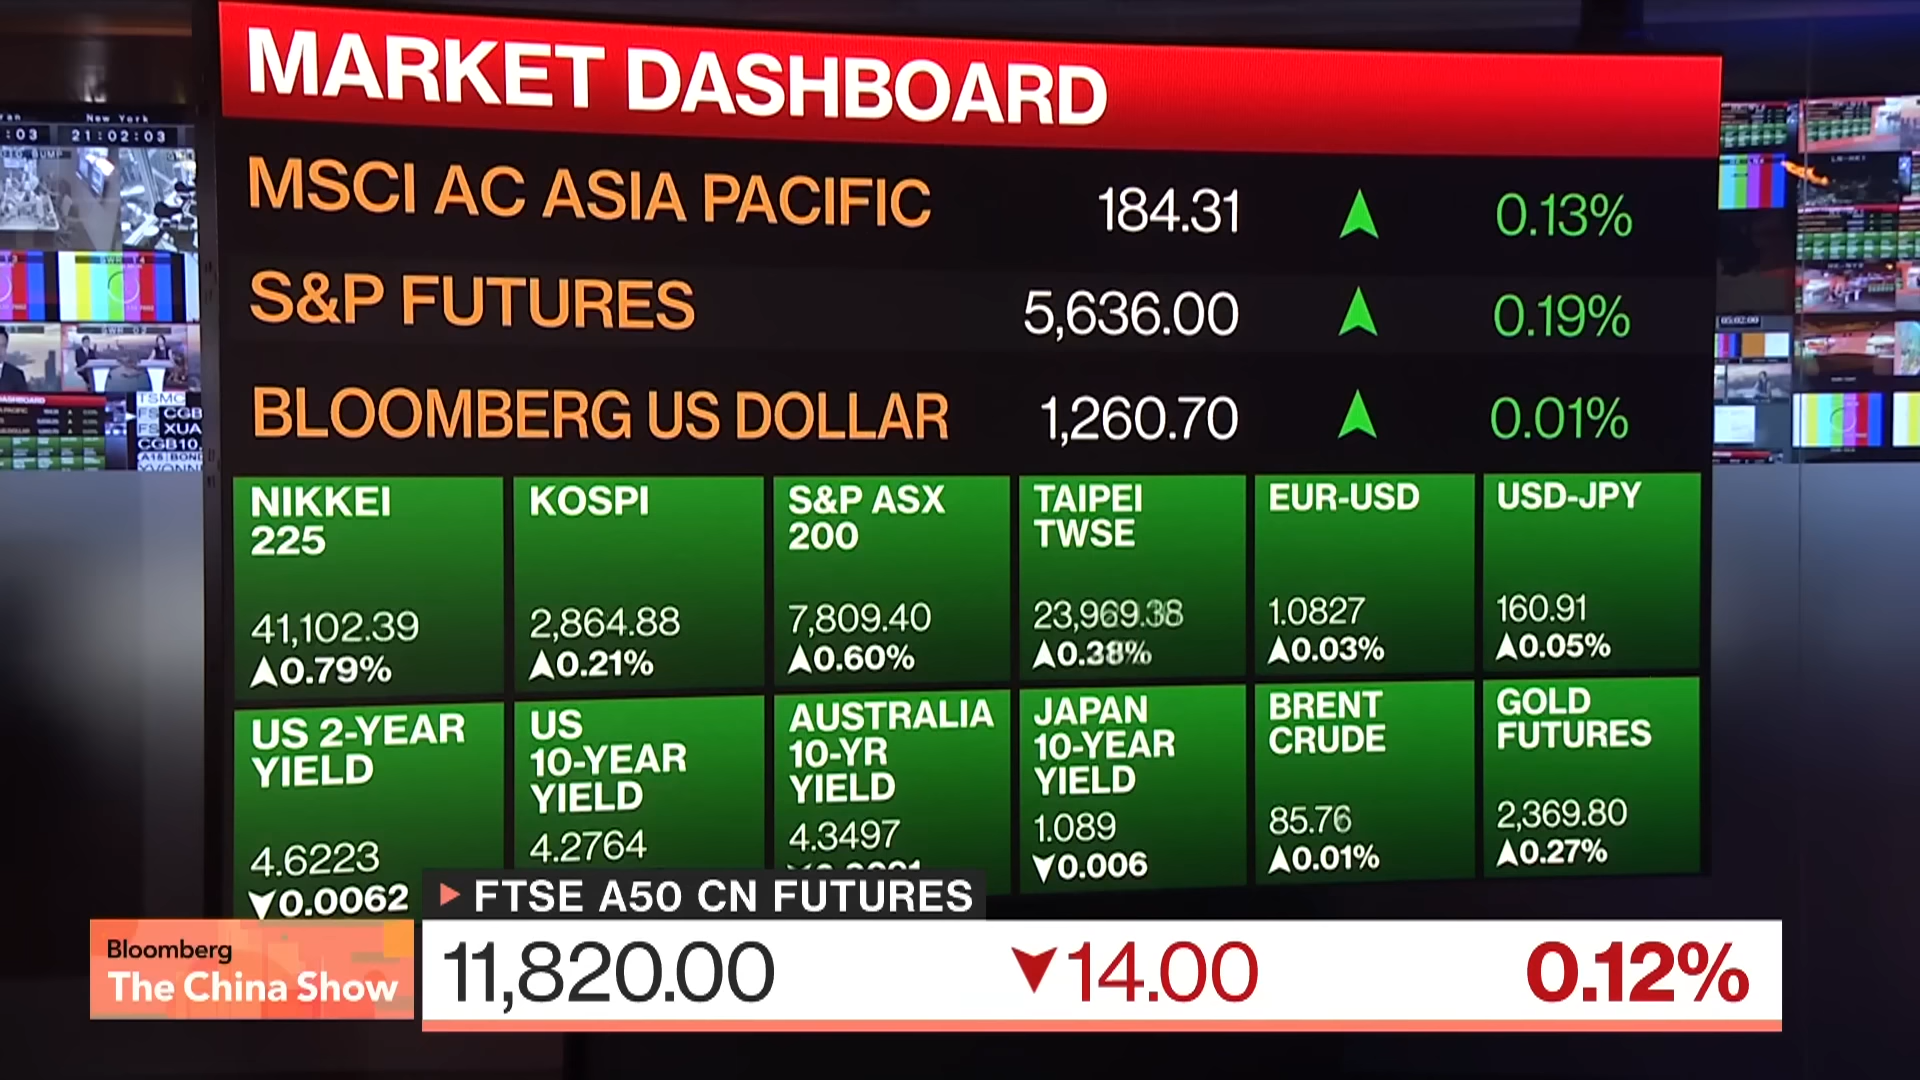 MARKET DASHBOARD
MSCI AC ASIA PACIFIC 184.31 ▲ 0.13%
S&P FUTURES 5,636.00 ▲ 0.19%
BLOOMBERG US DOLLAR 1,260.70 ▲ 0.01%
NIKKEI
225
41,102.39
▲0.79%
KOSPI
2,864.88
▲0.21%
S&P ASX
200
7,809.40
▲0.60%
TAIPEI
TWSE
23,969.38
EUR-USD
1.0827
▲0.03%
USD-JPY
160.91
▲0.05%
US 2-YEAR
YIELD
4.6223
▼0.0062
US
10-YEAR
YIELD
4.2764
AUSTRALIA
10-YR
YIELD
4.3497
JAPAN
10-YEAR
YIELD
1.089
▼0.006
BRENT
CRUDE
85.76
▲0.01%
GOLD
FUTURES
2,369.80
▲0.27%
FTSE A50 CN FUTURES
11,820.00 ▼14.00 0.12%
Bloomberg
The China Show
New York
21:02:03
TSMC
CGB
XUA
CGB10